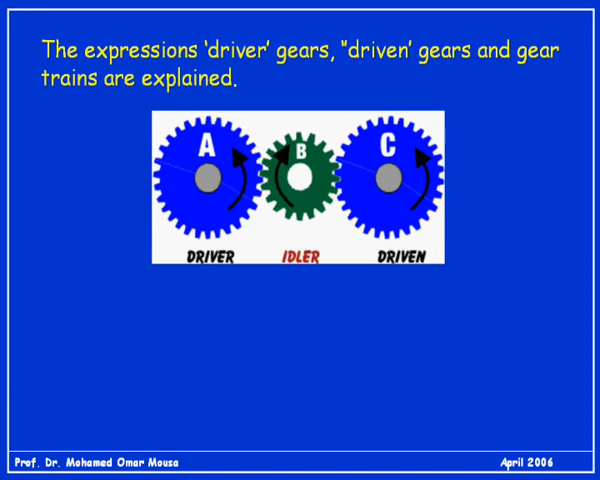 The expressions ‘driver’ gears, “driven’ gears and gear
trains are explained.
A B C
DRIVER IDLER DRIVEN
Prof. Dr. Mohamed Omar Mousa April 2006